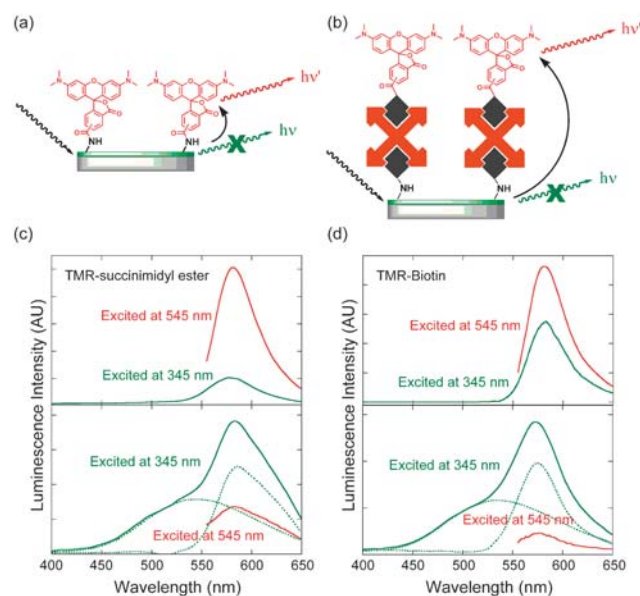 (a)
(b)
N O N
N O N
O
O
O
O
O
O
NH
NH
hν'
hν
X
N O N
N O N
O
O
O
O
O
O
NH
NH
hν'
hν
X
(c)
(d)
Luminescence Intensity (AU)
TMR-succinimidyl ester
Excited at 545 nm
Excited at 345 nm
Excited at 345 nm
Excited at 545 nm
400 450 500 550 600 650
Wavelength (nm)
Luminescence Intensity (AU)
TMR-Biotin
Excited at 545 nm
Excited at 345 nm
Excited at 345 nm
Excited at 545 nm
400 450 500 550 600 650
Wavelength (nm)